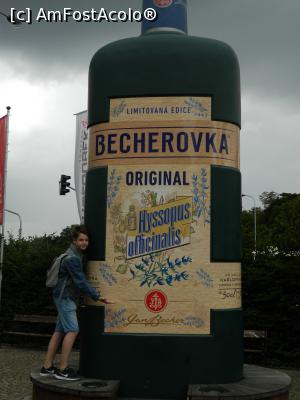 [c] AmFostAcolo®
LIMITOVANÁ EDICE
BECHEROVKA
ORIGINAL
Hyssopus
officinalis
Jan Becher